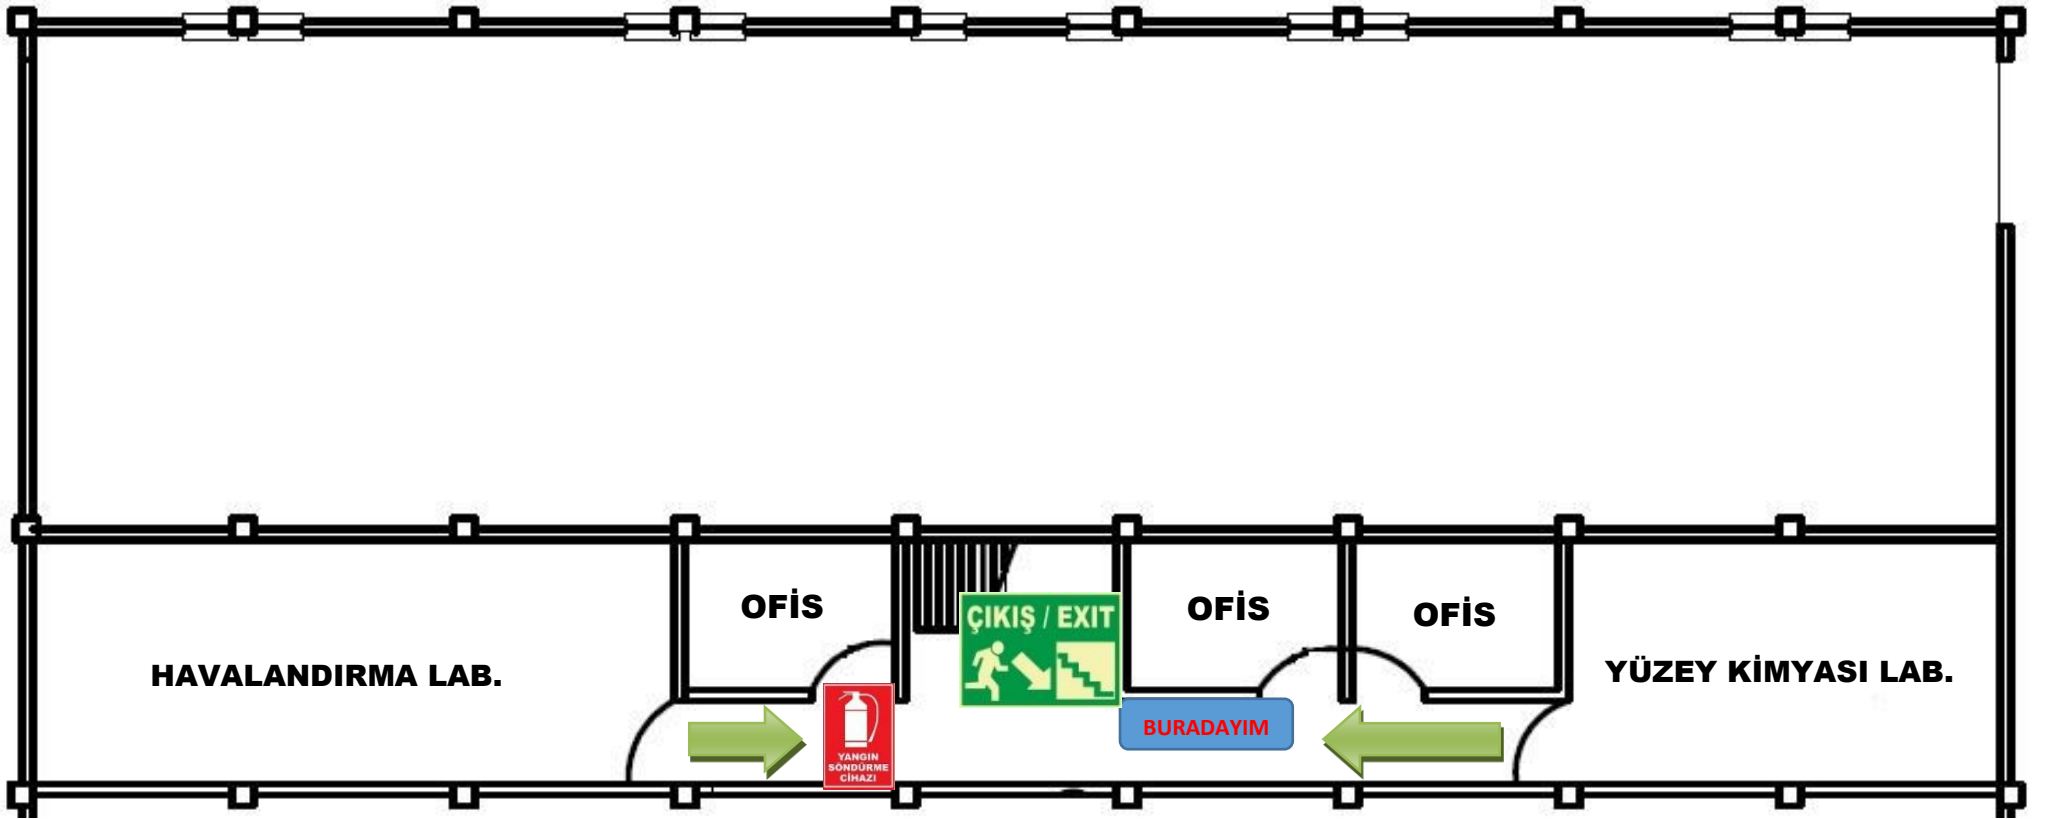 OFİS
OFİS
OFİS
ÇIKIŞ / EXIT
HAVALANDIRMA LAB.
YÜZEY KİMYASI LAB.
BURADAYIM
YANGIN
SÖNDÜRME
CİHAZI